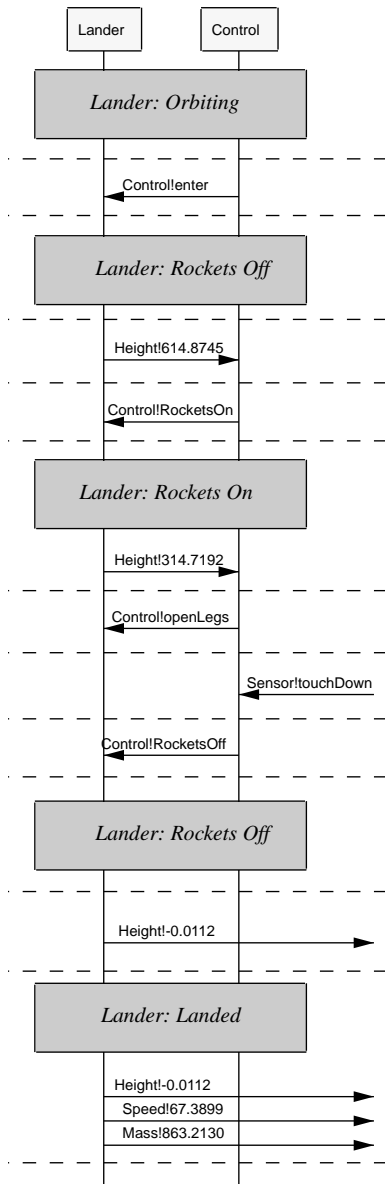 Lander Control
Lander: Orbiting
Control!enter
Lander: Rockets Off
Height!614.8745
Control!RocketsOn
Lander: Rockets On
Height!314.7192
Control!openLegs
Sensor!touchDown
Control!RocketsOff
Lander: Rockets Off
Height!-0.0112
Lander: Landed
Height!-0.0112
Speed!67.3899
Mass!863.2130